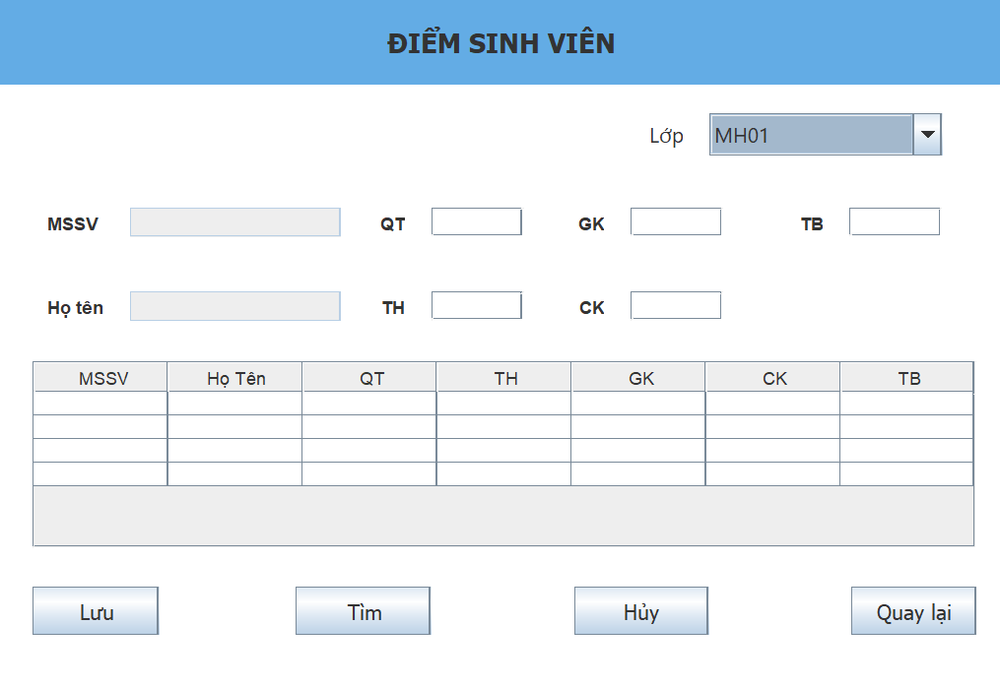 ĐIỂM SINH VIÊN
Lớp MH01
MSSV QT GK TB
Họ tên TH CK
MSSV Họ Tên QT TH GK CK TB
Lưu Tìm Hủy Quay lại